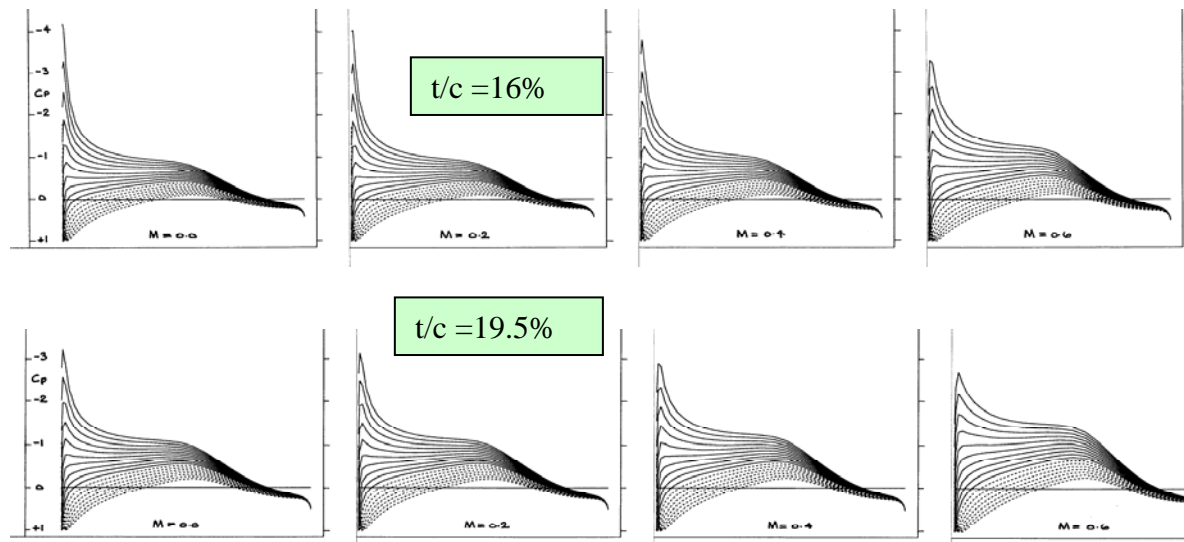 -4
-3
Cp
-2
-1
0
+1
M = 0.0
M = 0.2
M = 0.4
M = 0.6
t/c =16%
t/c =19.5%
-3
Cp
-2
-1
0
+1
M = 0.0
M = 0.2
M = 0.4
M = 0.6